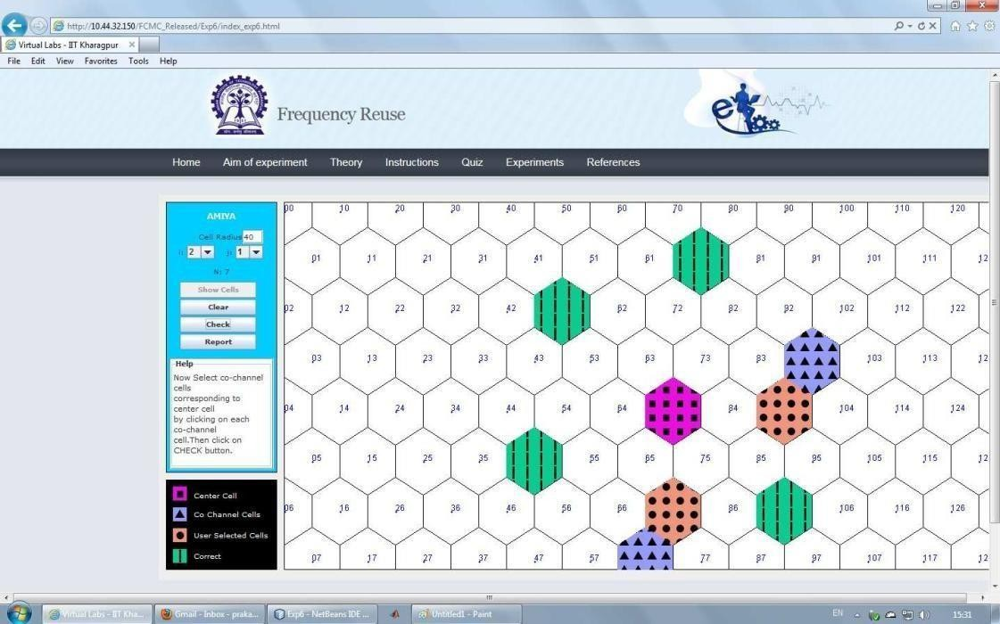 http://10.44.32.150/FCMC_Released/Exp6/index_exp6.html
Virtual Labs - IIT Kharagpur
File Edit View Favorites Tools Help
Frequency Reuse
Home Aim of experiment Theory Instructions Quiz Experiments References
AMIYA
Cell Radius 40
i: 2 j: 1
N: 7
Show Cells
Clear
Check
Report
Help
Now Select co-channel
cells
corresponding to
center cell
by clicking on each
co-channel
cell.Then click on
CHECK button.
Center Cell
Co Channel Cells
User Selected Cells
Correct
00 10 20 30 40 50 60 70 80 90 100 110 120
01 11 21 31 41 51 61 81 91 101 111 12
02 12 22 32 42 62 72 82 92 102 112 122
03 13 23 33 43 53 63 73 83 103 113 12
04 14 24 34 44 54 64 84 104 114 124
05 15 25 35 55 65 75 85 95 105 115 12
06 16 26 36 46 56 66 86 106 116 126
07 17 27 37 47 57 77 87 97 107 117 12
Virtual Labs - IIT Kha...
Gmail - Inbox - praka...
Exp6 - NetBeans IDE ...
Untitled1 - Paint
EN
15:31